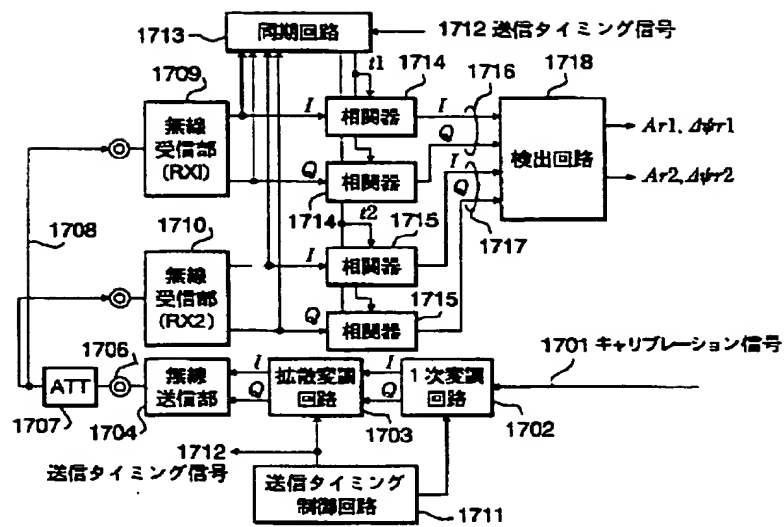 1713
同期回路
1712 送信タイミング信号
t1
1714
1716
1718
1709
無線
受信部
(RX1)
I
相関器
I
Q
検出回路
Ar1, Δψr1
Ar2, Δψr2
Q
相関器
I
Q
1714
t2
1715
1717
1708
1710
無線
受信部
(RX2)
I
相関器
1715
Q
相関器
1701 キャリブレーション信号
1706
ATT
1707
無線
送信部
1704
I
Q
拡散変調
回路
1703
I
Q
1次変調
回路
1702
1712
送信タイミング信号
送信タイミング
制御回路
1711